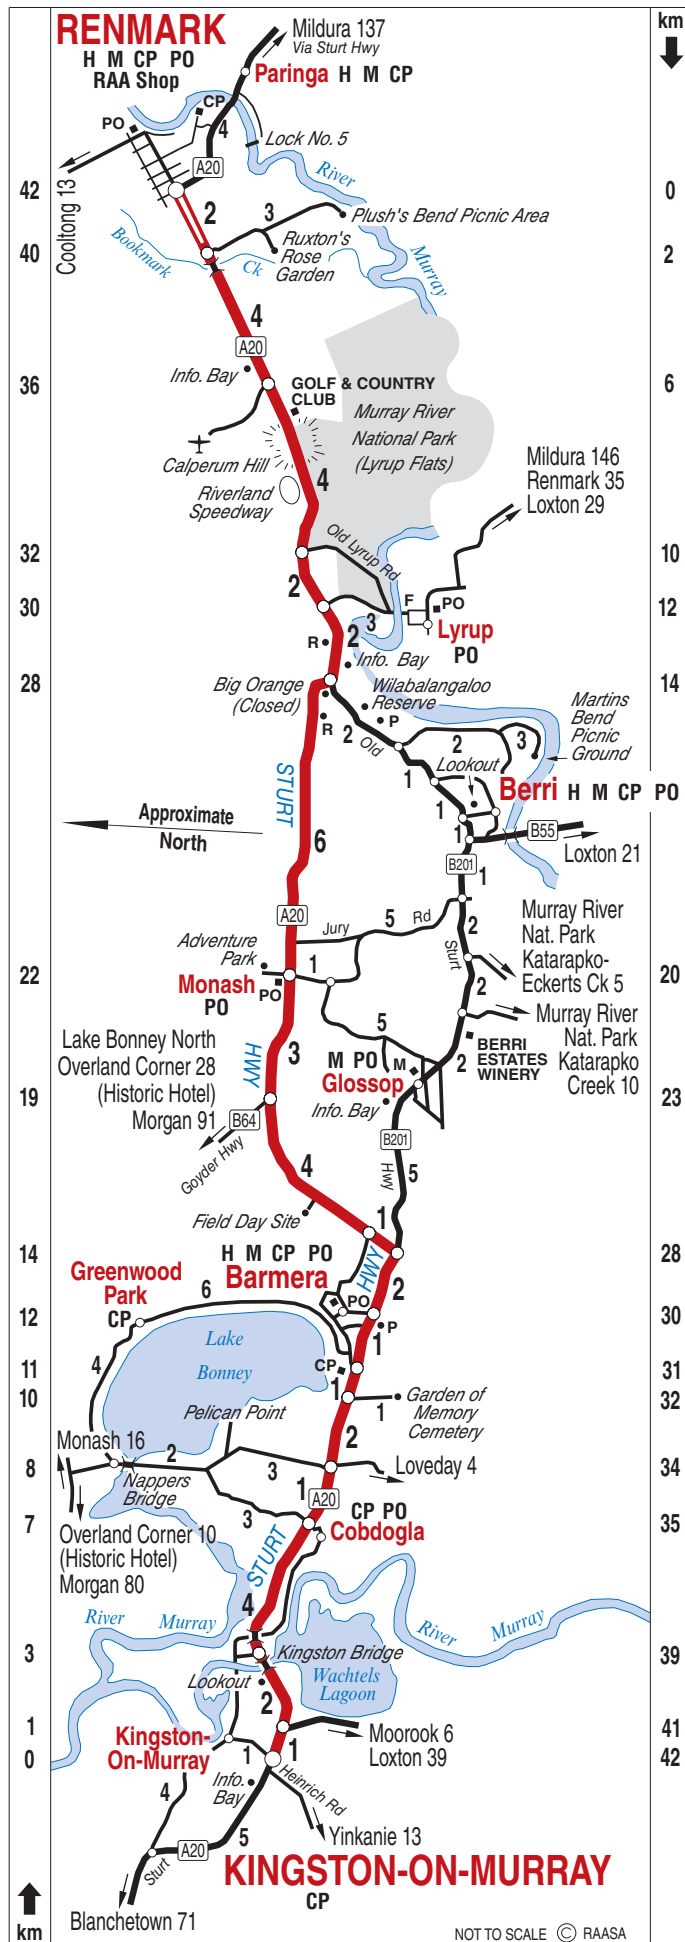 RENMARK
H M CP PO
RAA Shop
Mildura 137
Via Sturt Hwy
km
Paringa H M CP
CP
PO
4
Lock No. 5
A20
River
Cooltong 13
42
0
2
3
Plush's Bend Picnic Area
Ruxton's
Rose
Garden
Murray
40
2
Bookmark
Ck
4
A20
Info. Bay
36
6
GOLF & COUNTRY
CLUB
Murray River
National Park
(Lyrup Flats)
Calperum Hill
Riverland
Speedway
4
Mildura 146
Renmark 35
Loxton 29
32
10
Old Lyrup Rd
2
30
12
F
PO
3
Lyrup
PO
2
R
Info. Bay
28
14
Big Orange
(Closed)
Wilabalangaloo
Reserve
P
R
Martins
Bend
Picnic
Ground
2
Old
2
3
Lookout
1
STURT
Berri H M CP PO
1
Approximate
North
1
6
B55
Loxton 21
B201
1
A20
Jury
5
Rd
2
Murray River
Nat. Park
Katarapko-
Eckerts Ck 5
Sturt
Adventure
Park
1
22
20
Monash
PO
PO
2
Murray River
Nat. Park
Katarapko
Creek 10
5
Lake Bonney North
Overland Corner 28
(Historic Hotel)
Morgan 91
HWY
3
M PO
M
Glossop
2
BERRI
ESTATES
WINERY
Info. Bay
19
23
B64
Goyder Hwy
B201
4
Hwy
5
Field Day Site
1
14
28
H M CP PO
Barmera
HWY
2
Greenwood
Park
CP
6
PO
12
30
P
1
Lake
Bonney
4
CP
11
31
1
10
32
1
Garden of
Memory
Cemetery
Pelican Point
2
Monash 16
2
3
8
34
Loveday 4
Nappers
Bridge
1
A20
CP PO
7
35
3
Cobdogla
Overland Corner 10
(Historic Hotel)
Morgan 80
STURT
4
River
Murray
River
Murray
3
39
Kingston Bridge
Lookout
Wachtels
Lagoon
2
1
41
Kingston-
On-Murray
Moorook 6
Loxton 39
1
1
0
42
Info.
Bay
Heinrich Rd
4
5
Yinkanie 13
A20
Sturt
KINGSTON-ON-MURRAY
CP
Blanchetown 71
km
NOT TO SCALE © RAASA